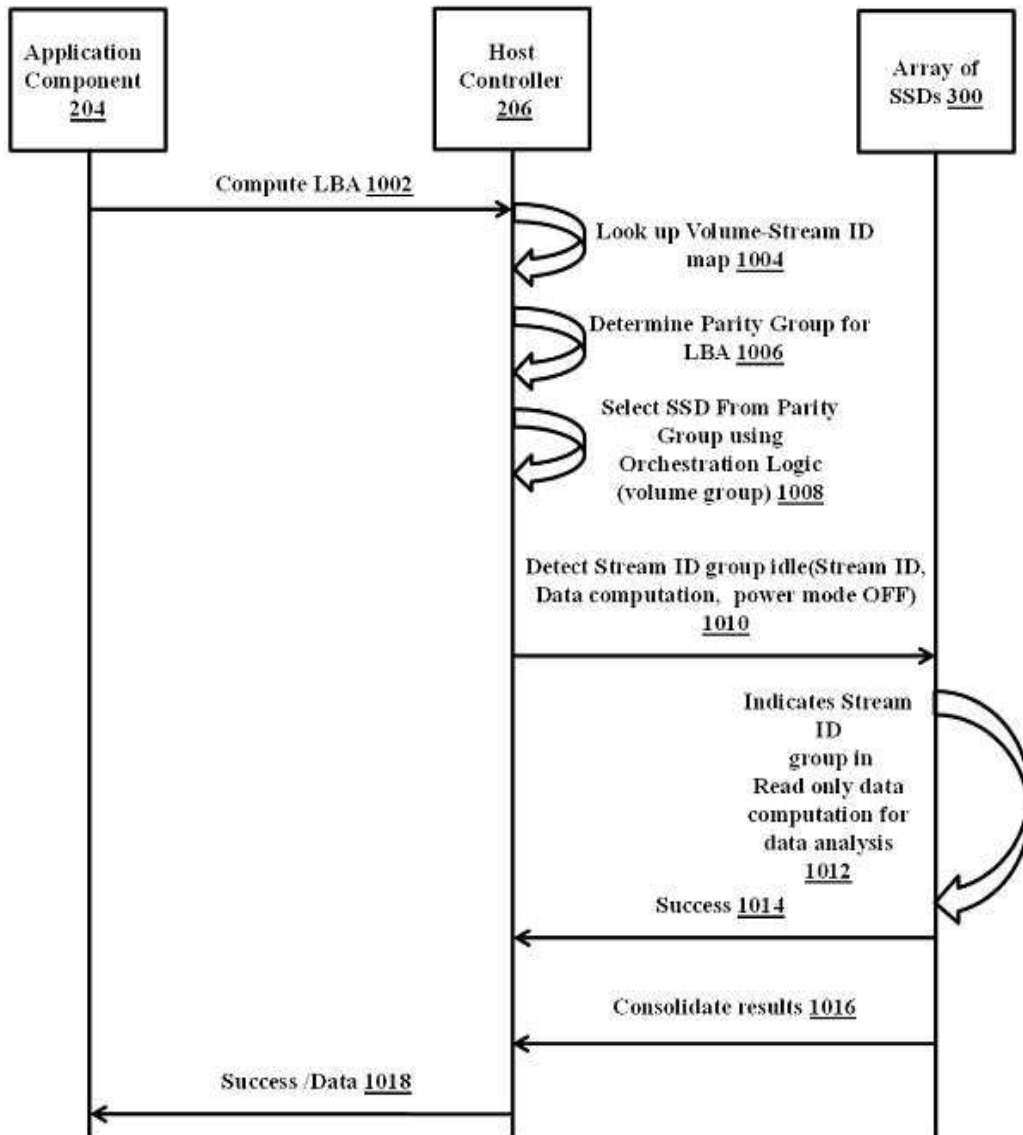 Application
Component
204
Host
Controller
206
Array of
SSDs 300
Compute LBA 1002
Look up Volume-Stream ID
map 1004
Determine Parity Group for
LBA 1006
Select SSD From Parity
Group using
Orchestration Logic
(volume group) 1008
Detect Stream ID group idle(Stream ID,
Data computation, power mode OFF)
1010
Indicates Stream
ID
group in
Read only data
computation for
data analysis
1012
Success 1014
Consolidate results 1016
Success /Data 1018